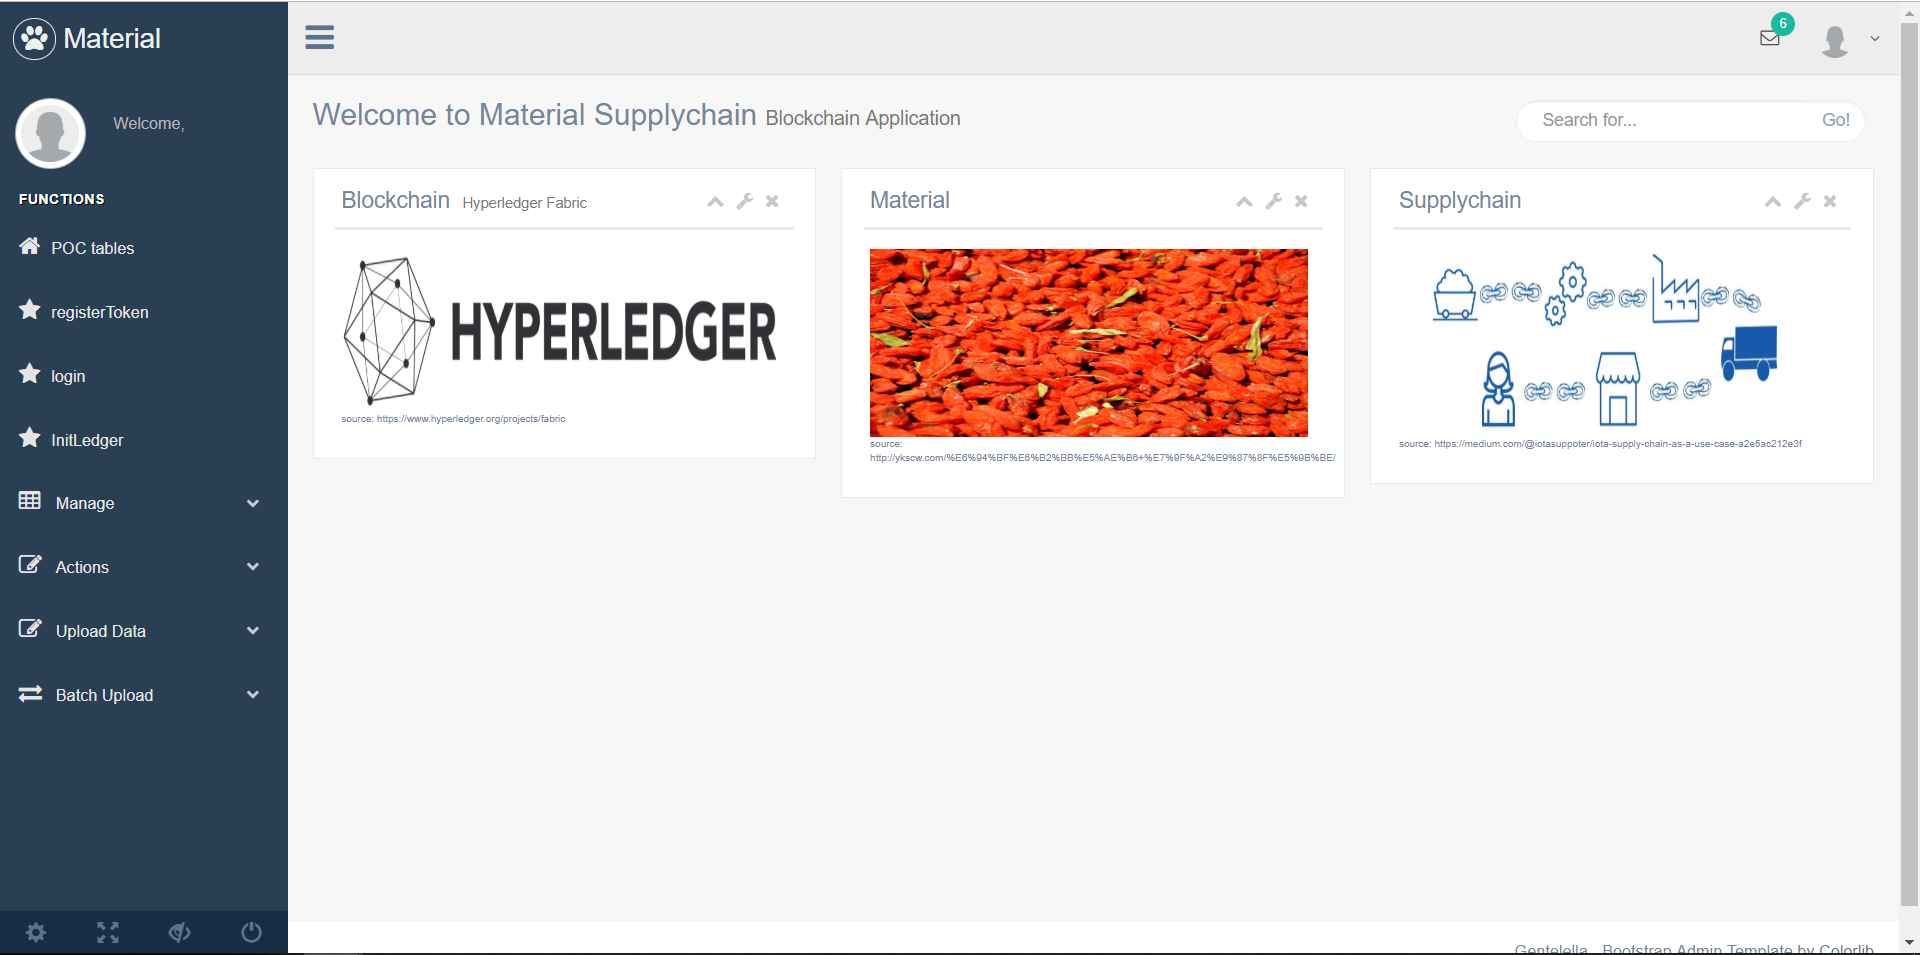 Material
6
Welcome,
Welcome to Material Supplychain Blockchain Application
Search for...
Go!
FUNCTIONS
POC tables
registerToken
login
InitLedger
Manage
Actions
Upload Data
Batch Upload
Blockchain Hyperledger Fabric
HYPERLEDGER
source: https://www.hyperledger.org/projects/fabric
Material
source:
http://ykscw.com/%E6%94%BF%E6%B2%BB%E5%AE%B6+%E7%9F%A2%E9%87%8F%E5%9B%BE/
Supplychain
source: https://medium.com/@iotasuppoter/iota-supply-chain-as-a-use-case-a2e5ac212e3f
Gentelella - Bootstrap Admin Template by Colorlib